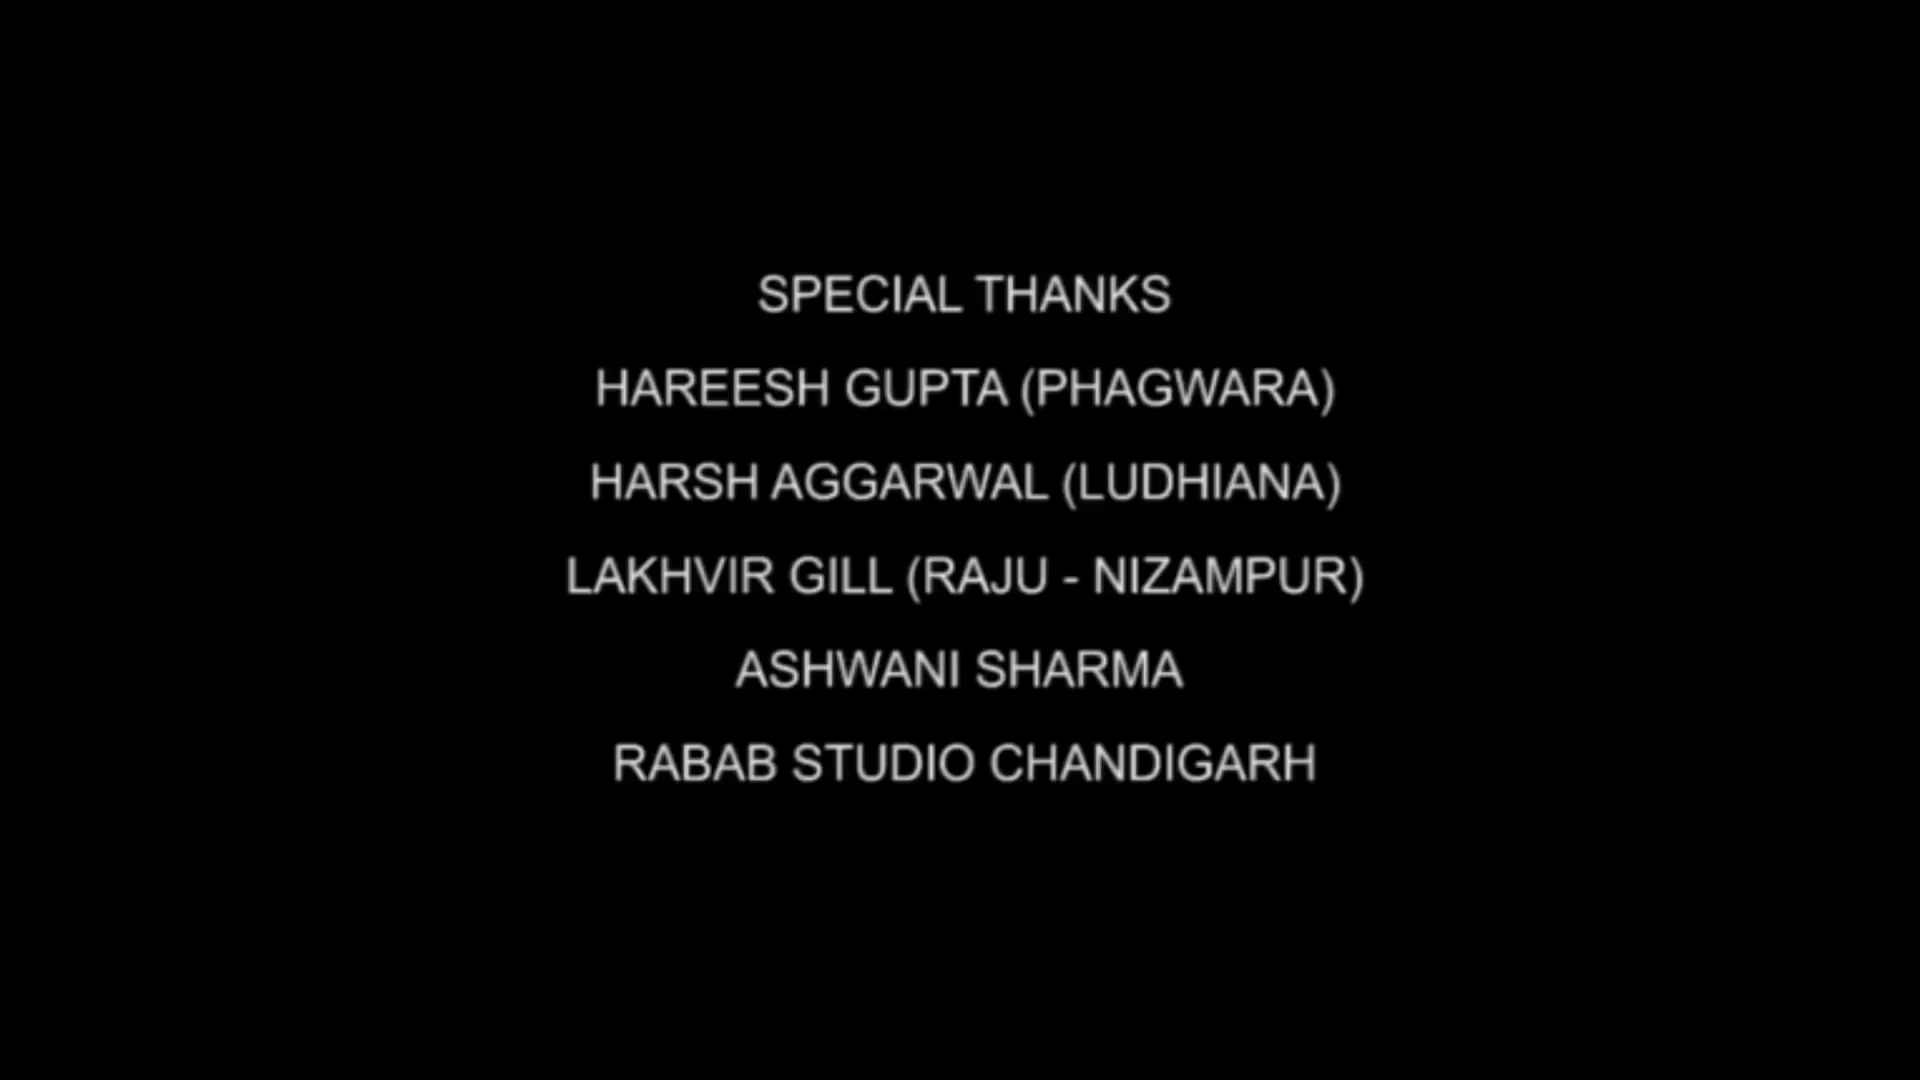 SPECIAL THANKS
HAREESH GUPTA (PHAGWARA)
HARSH AGGARWAL (LUDHIANA)
LAKHVIR GILL (RAJU - NIZAMPUR)
ASHWANI SHARMA
RABAB STUDIO CHANDIGARH